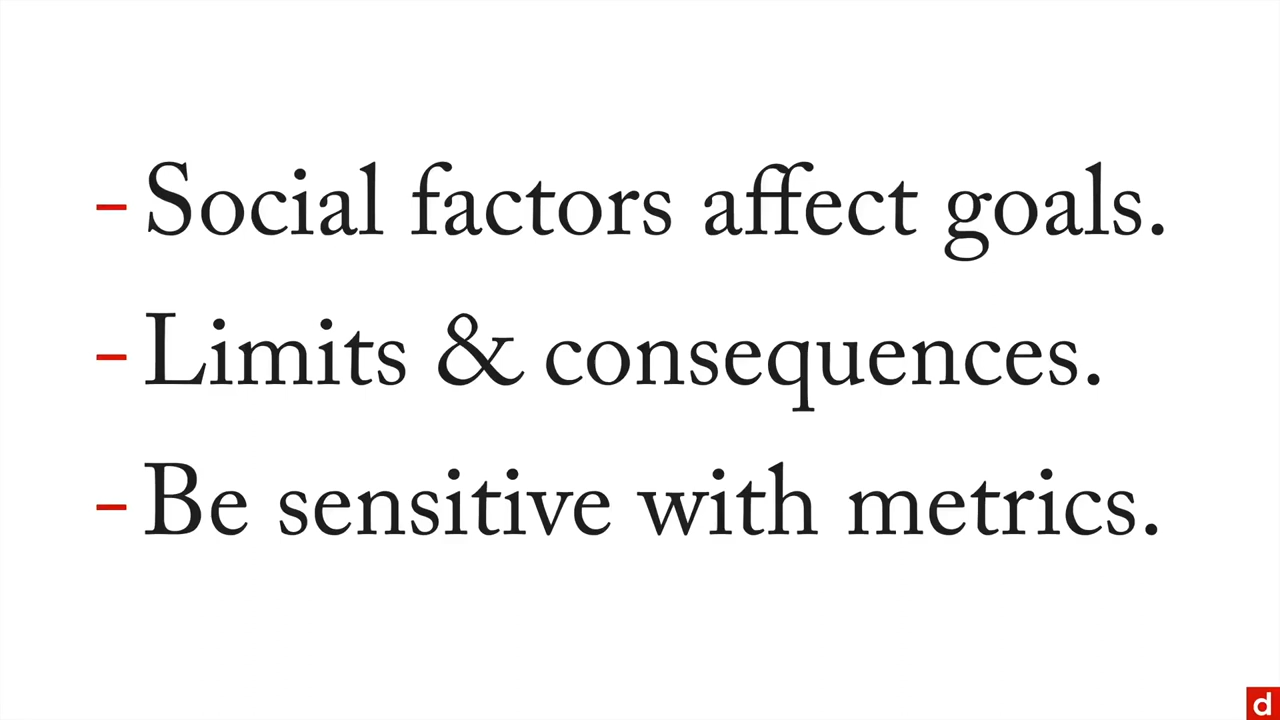 - Social factors affect goals.
- Limits & consequences.
- Be sensitive with metrics.
d